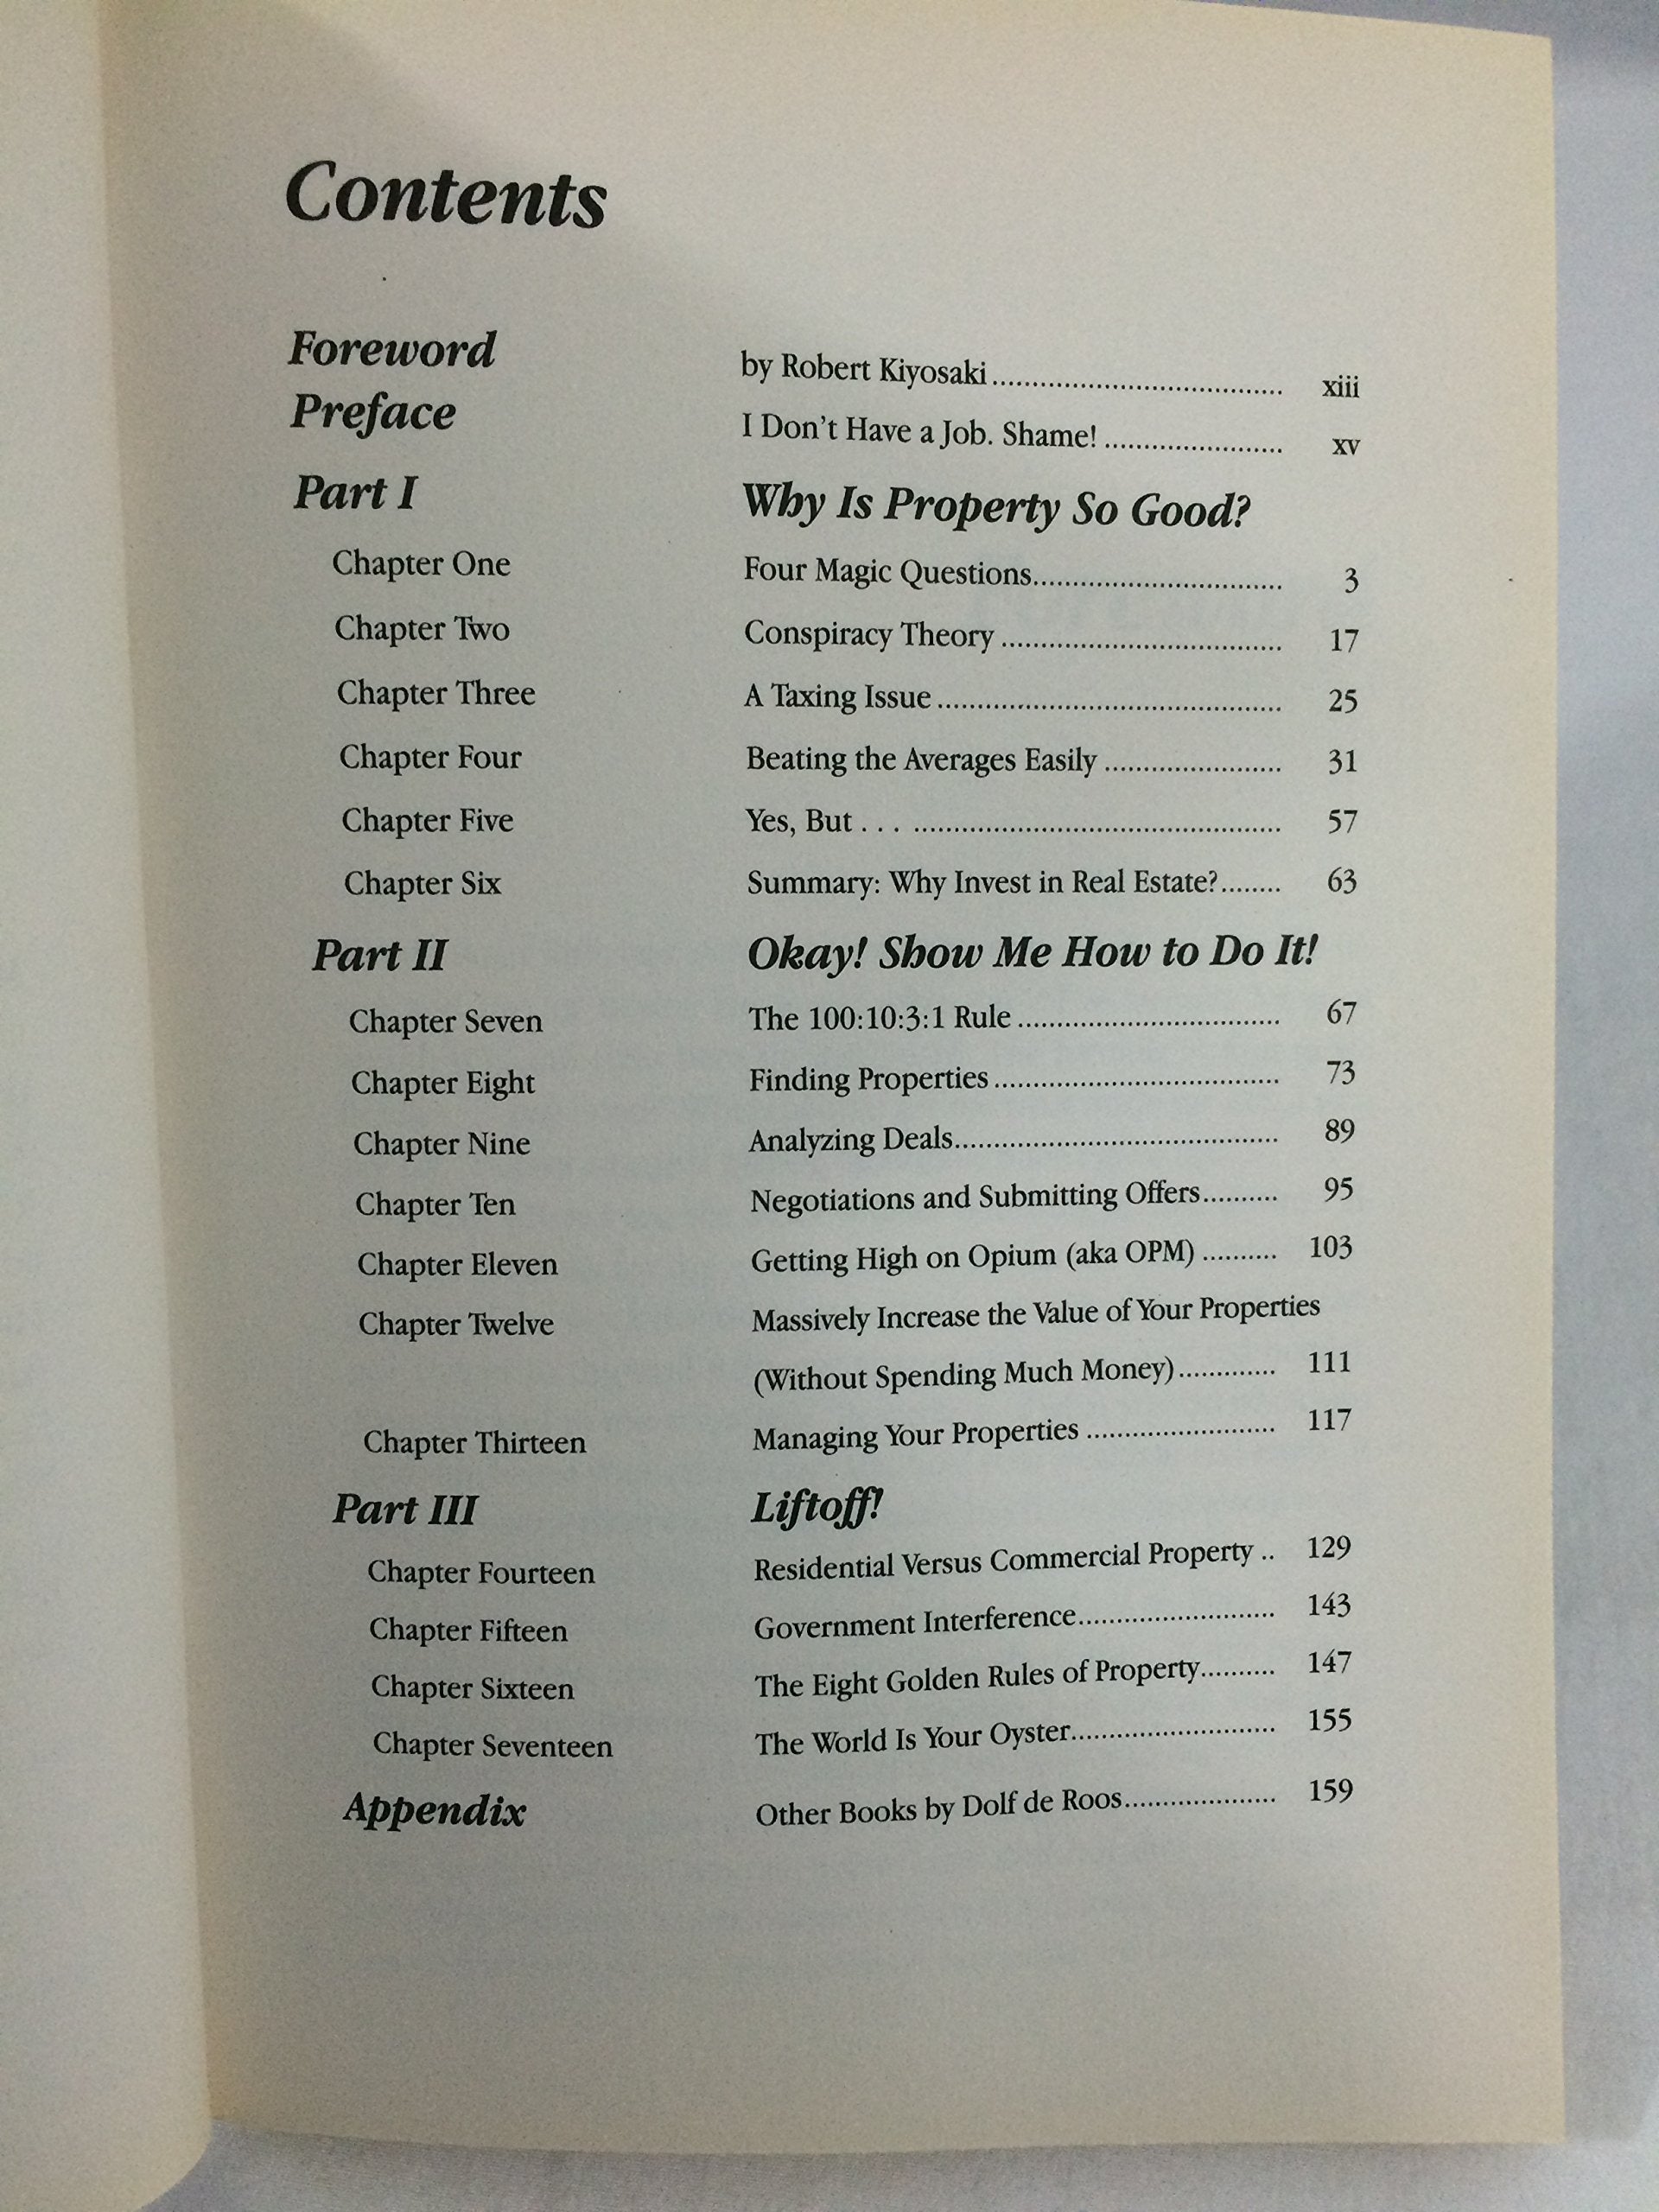 Contents
Foreword by Robert Kiyosaki .................................... xiii
Preface I Don't Have a Job. Shame! ...................... xv
Part I Why Is Property So Good?
Chapter One Four Magic Questions............................... 3
Chapter Two Conspiracy Theory .................................. 17
Chapter Three A Taxing Issue .......................................... 25
Chapter Four Beating the Averages Easily ...................... 31
Chapter Five Yes, But . . . ............................................. 57
Chapter Six Summary: Why Invest in Real Estate?........ 63
Part II Okay! Show Me How to Do It!
Chapter Seven The 100:10:3:1 Rule ................................ 67
Chapter Eight Finding Properties ................................... 73
Chapter Nine Analyzing Deals........................................ 89
Chapter Ten Negotiations and Submitting Offers.......... 95
Chapter Eleven Getting High on Opium (aka OPM) .......... 103
Chapter Twelve Massively Increase the Value of Your Properties
(Without Spending Much Money) ............ 111
Chapter Thirteen Managing Your Properties ....................... 117
Part III Liftoff!
Chapter Fourteen Residential Versus Commercial Property .. 129
Chapter Fifteen Government Interference........................ 143
Chapter Sixteen The Eight Golden Rules of Property.......... 147
Chapter Seventeen The World Is Your Oyster......................... 155
Appendix Other Books by Dolf de Roos................... 159